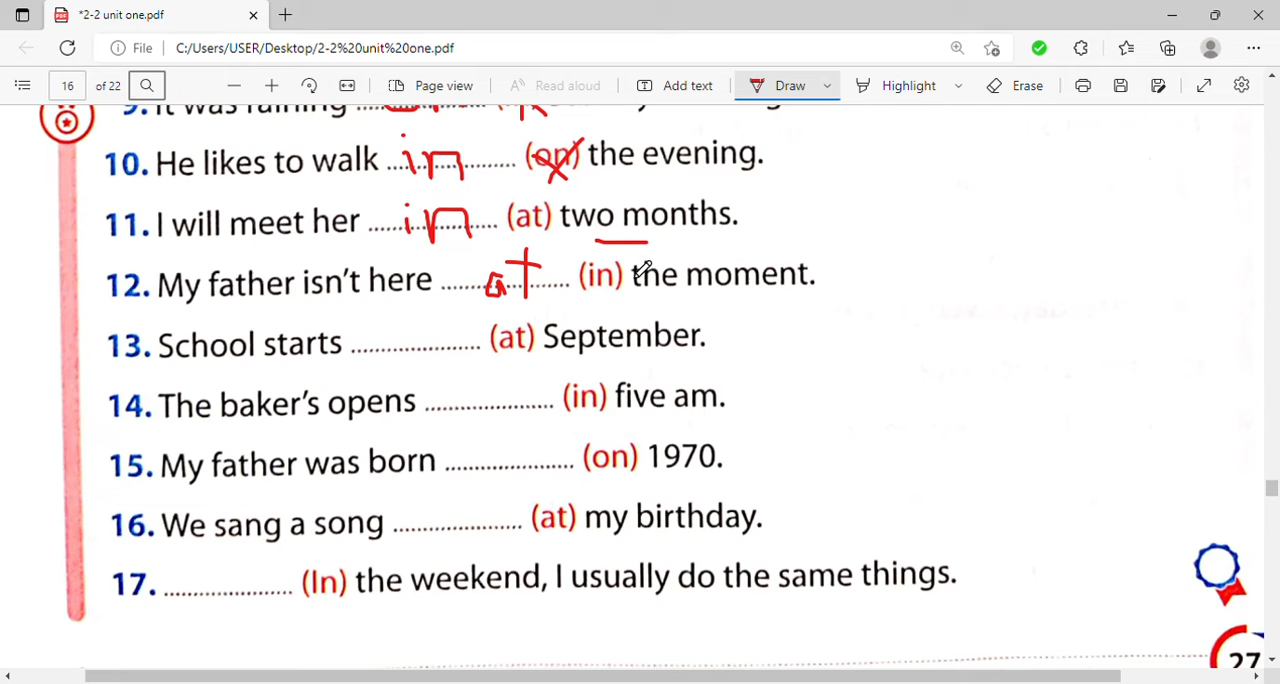 *2-2 unit one.pdf
File C:/Users/USER/Desktop/2-2%20unit%20one.pdf
16 of 22 Page view Read aloud Add text Draw Highlight Erase
9. It was raining
10. He likes to walk ....in.... (on) the evening.
11. I will meet her ....in.... (at) two months.
12. My father isn't here ....at.... (in) the moment.
13. School starts .................... (at) September.
14. The baker's opens .................... (in) five am.
15. My father was born .................... (on) 1970.
16. We sang a song .................... (at) my birthday.
17. .................... (In) the weekend, I usually do the same things.
27